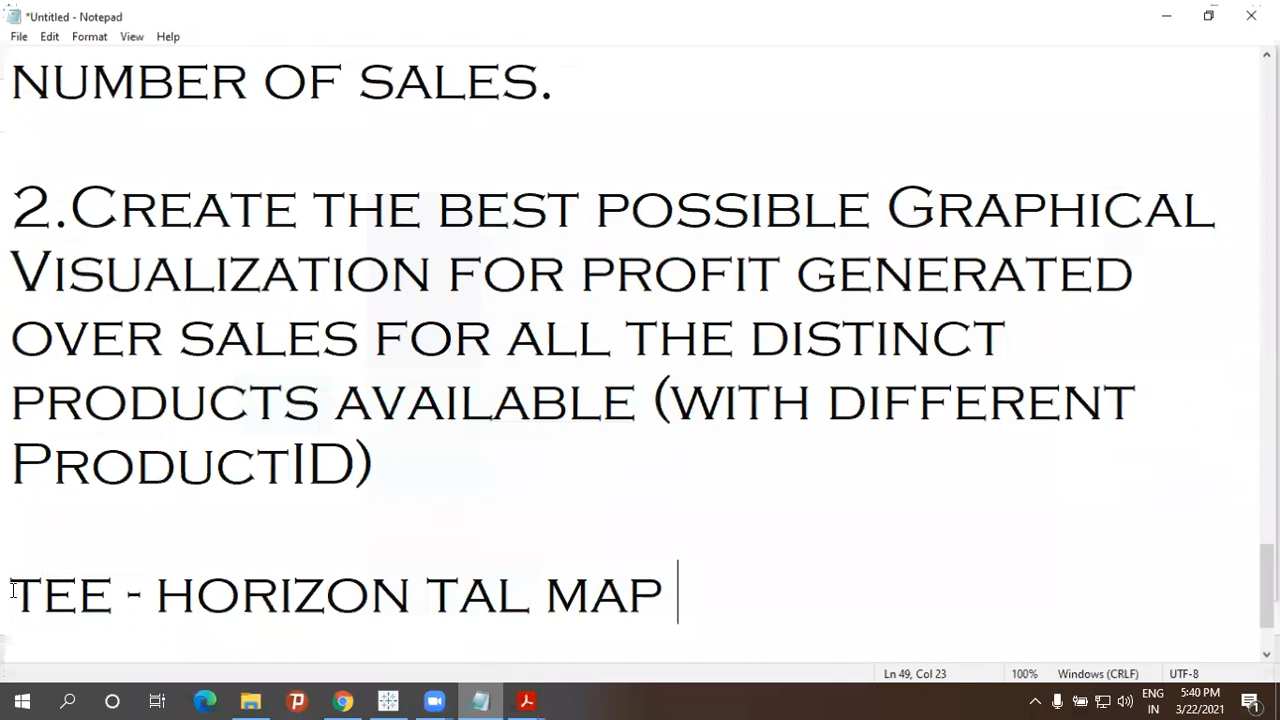 *Untitled - Notepad
File Edit Format View Help
NUMBER OF SALES.
2.Create the best possible Graphical
Visualization for profit generated
over sales for all the distinct
products available (with different
ProductID)
TEE - HORIZON TAL MAP
Ln 49, Col 23 100% Windows (CRLF) UTF-8
ENG 5:40 PM
IN 3/22/2021